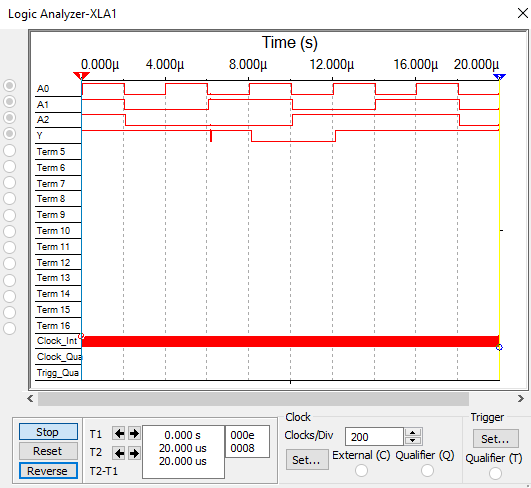 Logic Analyzer-XLA1
Time (s)
0.000µ 4.000µ 8.000µ 12.000µ 16.000µ 20.000µ
1 2
A0
A1
A2
Y
Term 5
Term 6
Term 7
Term 8
Term 9
Term 10
Term 11
Term 12
Term 13
Term 14
Term 15
Term 16
Clock_Int
Clock_Qua
Trigg_Qua
Stop
Reset
Reverse
T1 0.000 s 000e
T2 20.000 us 0008
T2-T1 20.000 us
Clock
Clocks/Div 200
Set... External (C) Qualifier (Q)
Trigger
Set...
Qualifier (T)